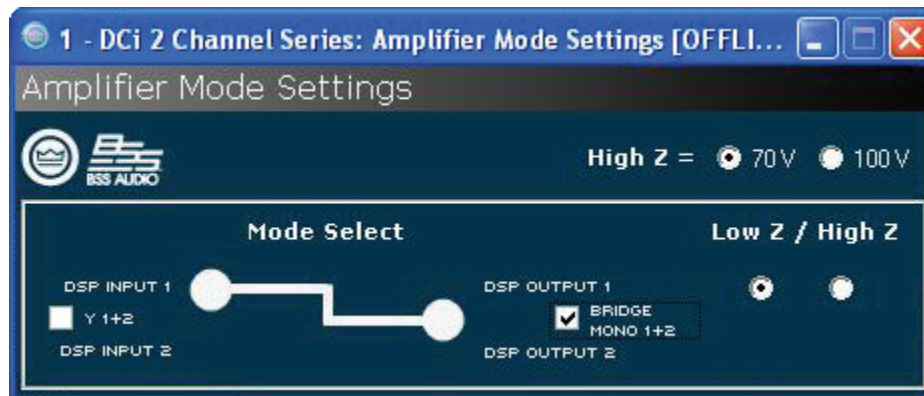 1 - DCi 2 Channel Series: Amplifier Mode Settings [OFFLI...
Amplifier Mode Settings
BSS AUDIO
High Z = 70V 100V
Mode Select
Low Z / High Z
DSP INPUT 1
DSP OUTPUT 1
Y 1+2
BRIDGE
MONO 1+2
DSP INPUT 2
DSP OUTPUT 2